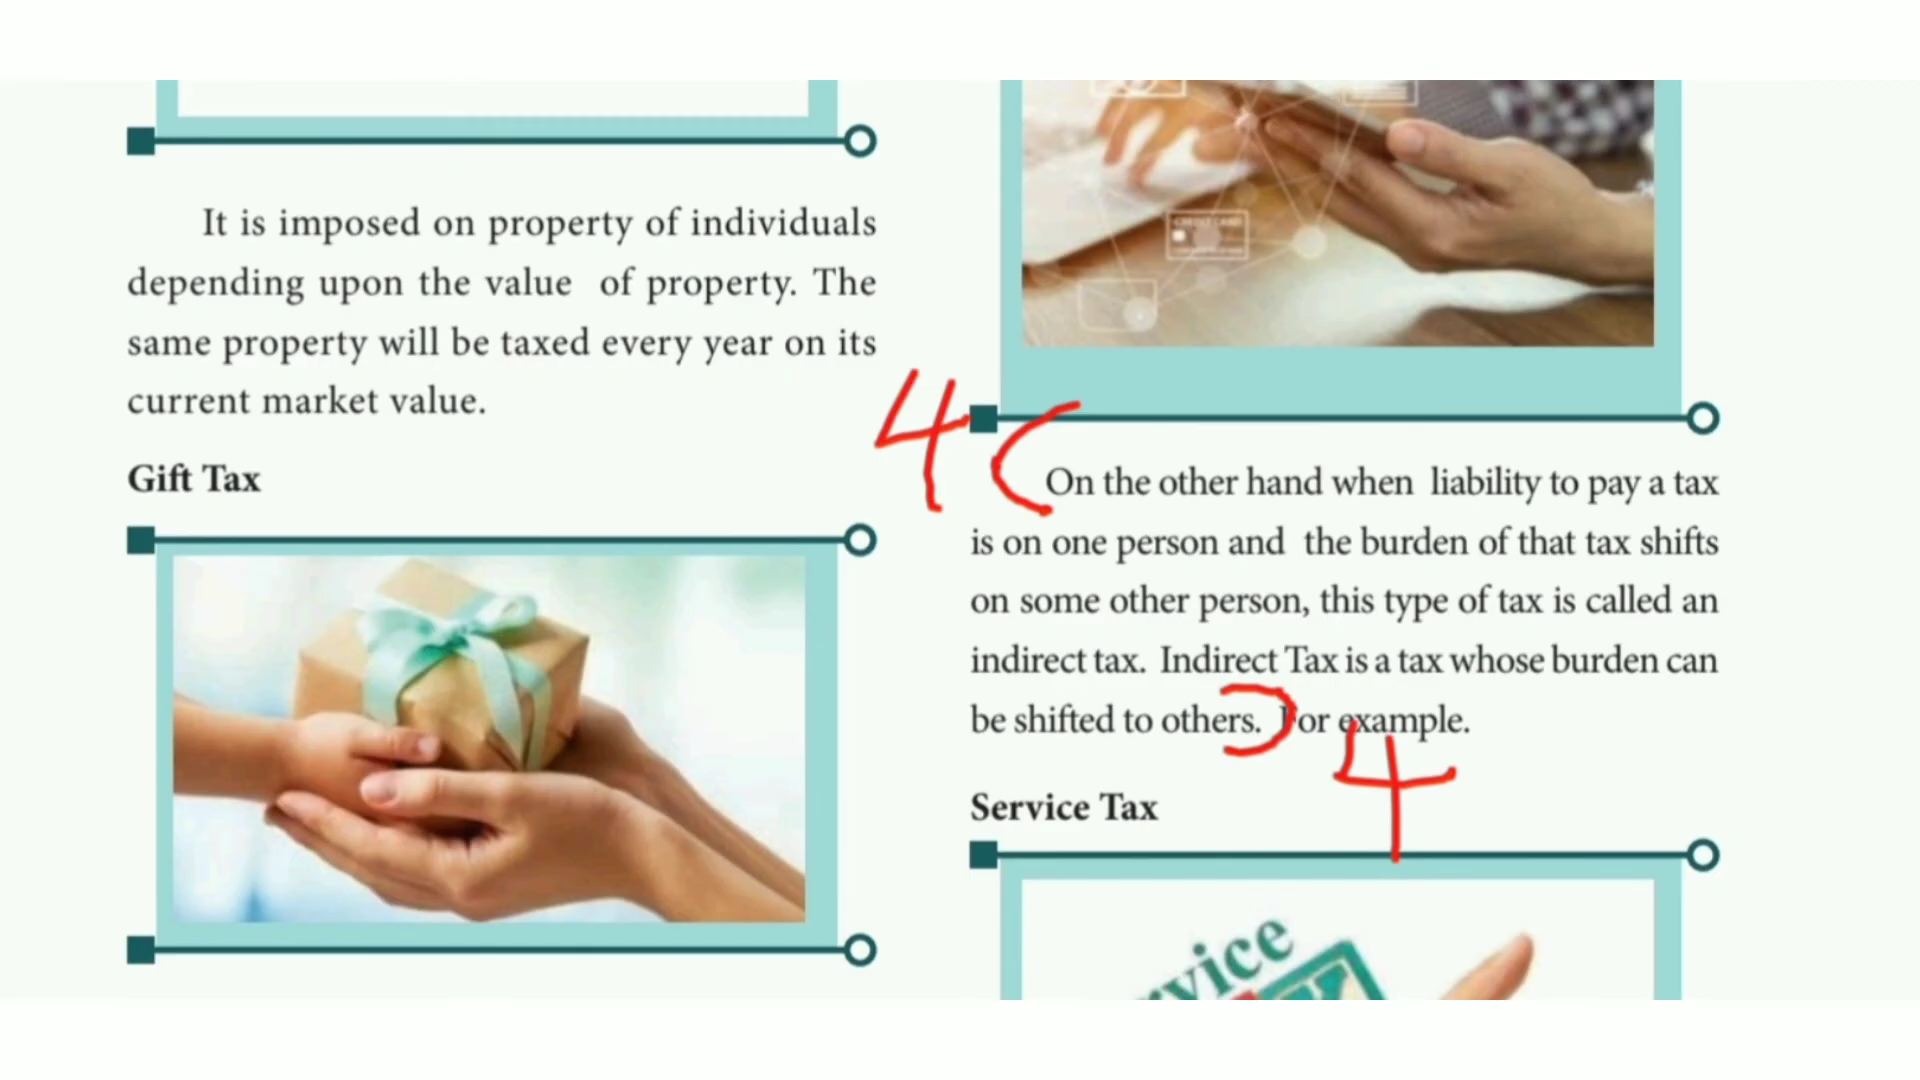 It is imposed on property of individuals
depending upon the value of property. The
same property will be taxed every year on its
current market value.
Gift Tax
4 (
On the other hand when liability to pay a tax
is on one person and the burden of that tax shifts
on some other person, this type of tax is called an
indirect tax. Indirect Tax is a tax whose burden can
be shifted to others. For example.
) 4
Service Tax